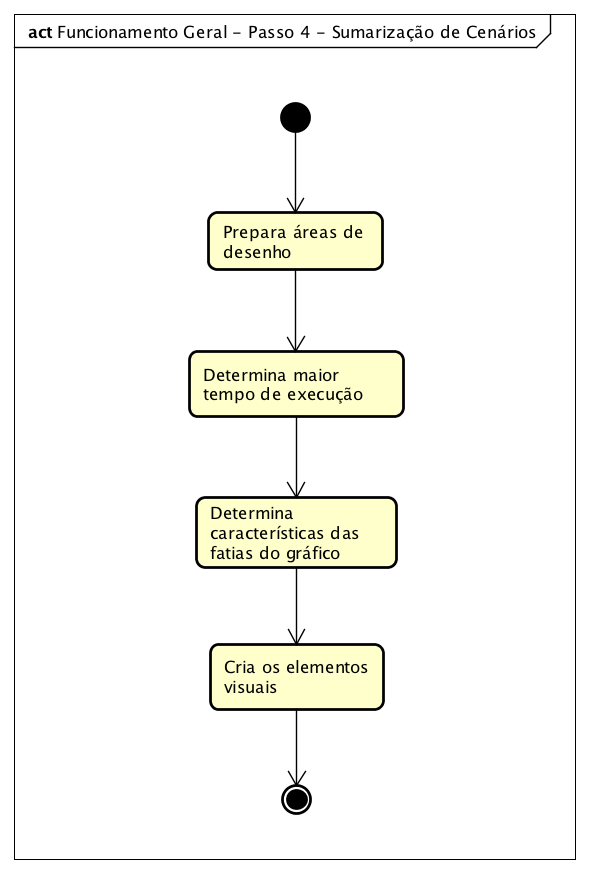 act Funcionamento Geral - Passo 4 - Sumarização de Cenários
Prepara áreas de
desenho
Determina maior
tempo de execução
Determina
características das
fatias do gráfico
Cria os elementos
visuais